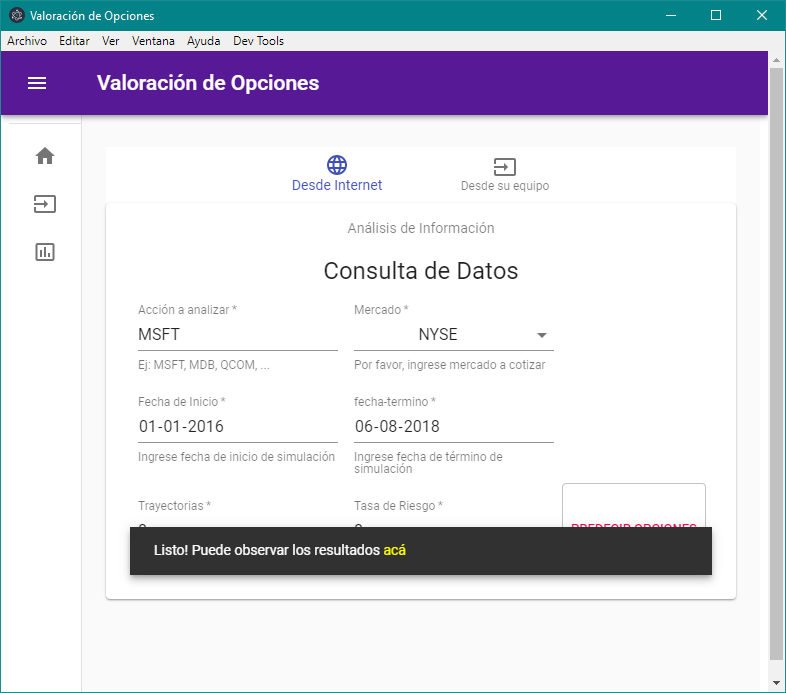 Valoración de Opciones
Archivo Editar Ver Ventana Ayuda Dev Tools
Valoración de Opciones
Desde Internet Desde su equipo
Análisis de Información
Consulta de Datos
Acción a analizar * Mercado *
MSFT NYSE
Ej: MSFT, MDB, QCOM, ... Por favor, ingrese mercado a cotizar
Fecha de Inicio * fecha-termino *
01-01-2016 06-08-2018
Ingrese fecha de inicio de simulación Ingrese fecha de término de
simulación
Trayectorias * Tasa de Riesgo *
PREDECIR OPCIONES
Listo! Puede observar los resultados acá